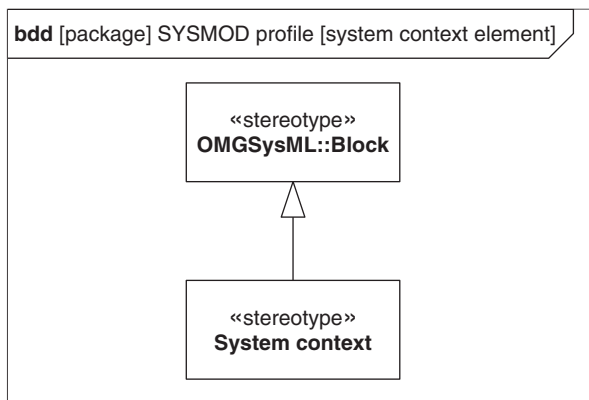 bdd [package] SYSMOD profile [system context element]
«stereotype»
OMGSysML::Block
«stereotype»
System context